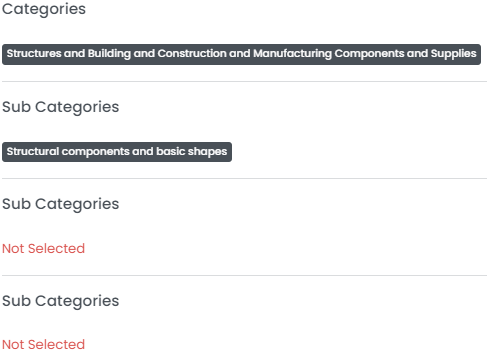 Categories
Structures and Building and Construction and Manufacturing Components and Supplies
Sub Categories
Structural components and basic shapes
Sub Categories
Not Selected
Sub Categories
Not Selected